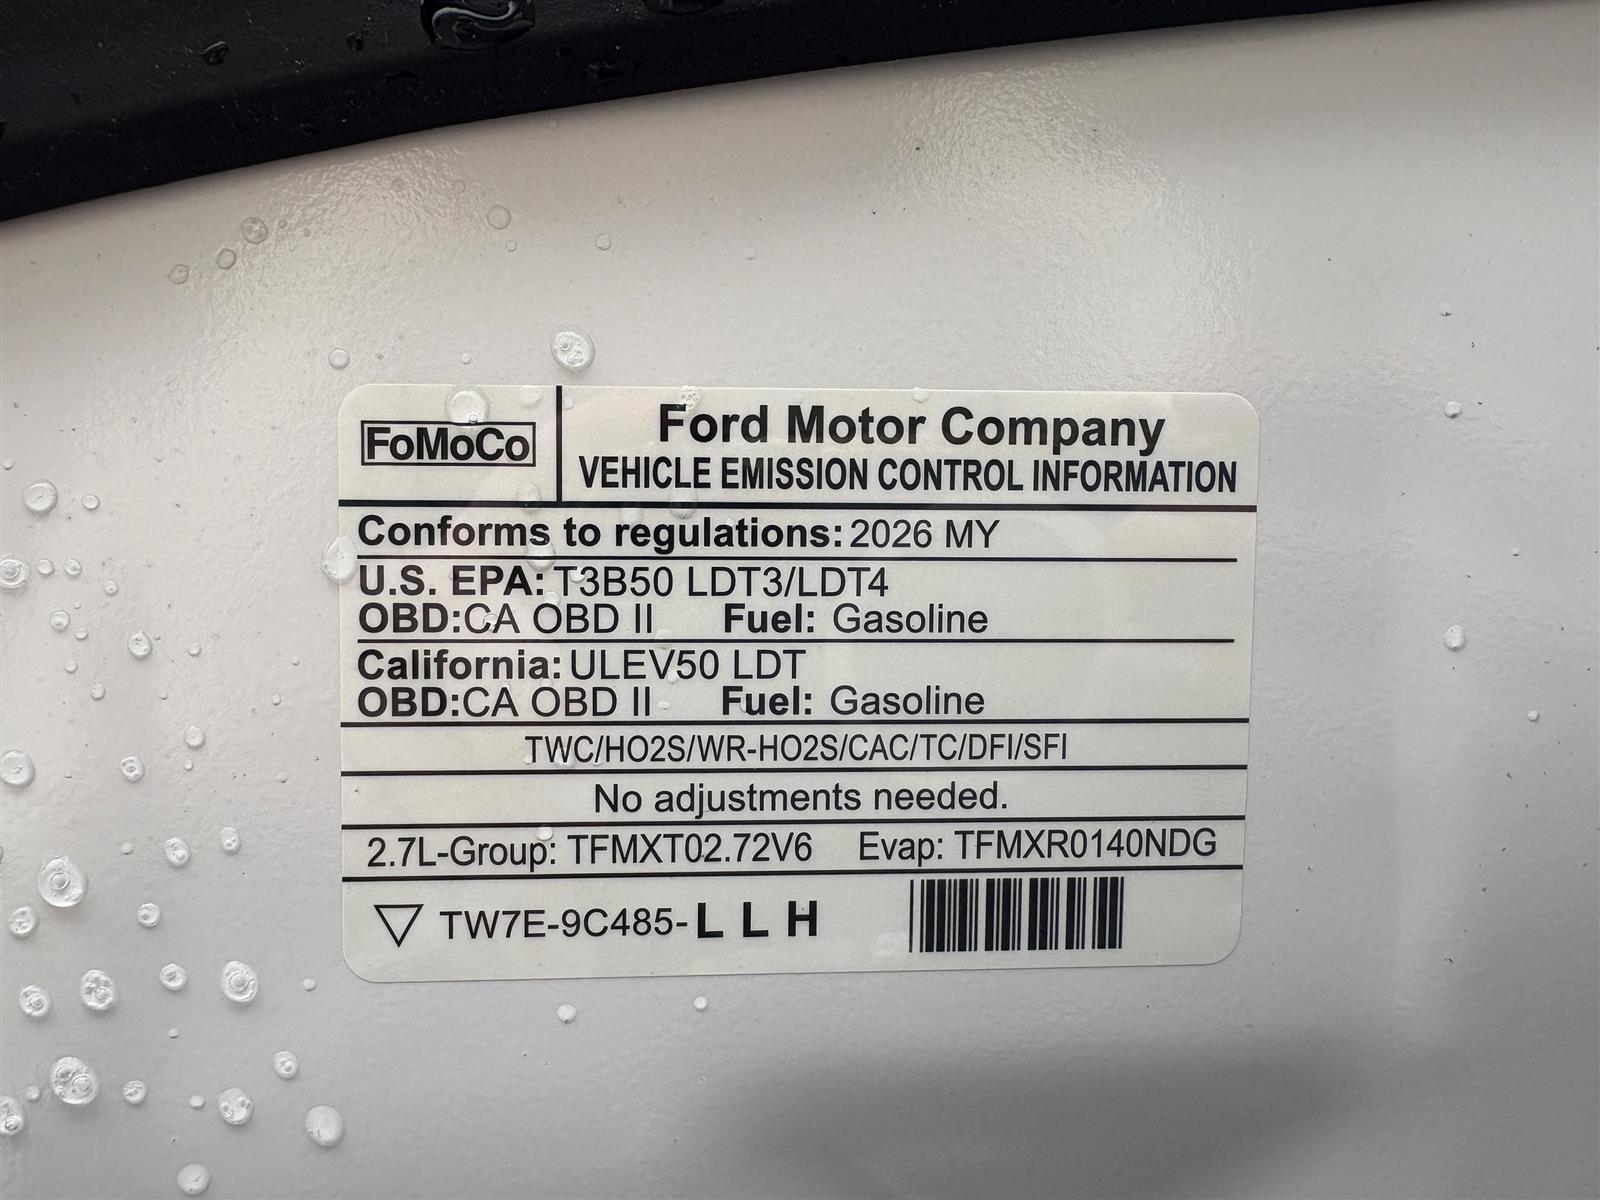 FoMoCo
Ford Motor Company
VEHICLE EMISSION CONTROL INFORMATION
Conforms to regulations: 2026 MY
U.S. EPA: T3B50 LDT3/LDT4
OBD: CA OBD II Fuel: Gasoline
California: ULEV50 LDT
OBD: CA OBD II Fuel: Gasoline
TWC/HO2S/WR-HO2S/CAC/TC/DFI/SFI
No adjustments needed.
2.7L-Group: TFMXT02.72V6 Evap: TFMXR0140NDG
TW7E-9C485-L L H